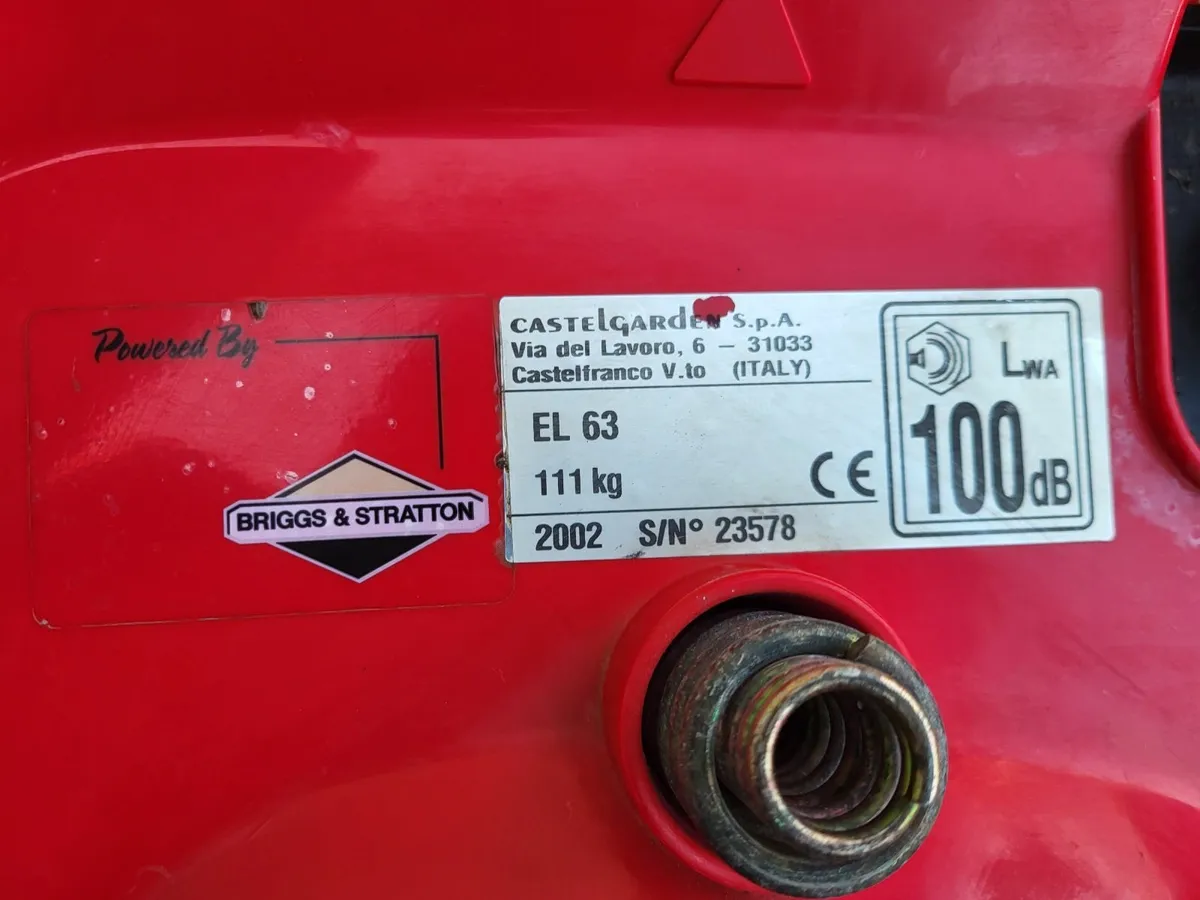 Powered By
BRIGGS & STRATTON
CASTELGARDEN S.p.A.
Via del Lavoro, 6 – 31033
Castelfranco V.to (ITALY)
EL 63
111 kg
CE
2002 S/N° 23578
LWA
100dB